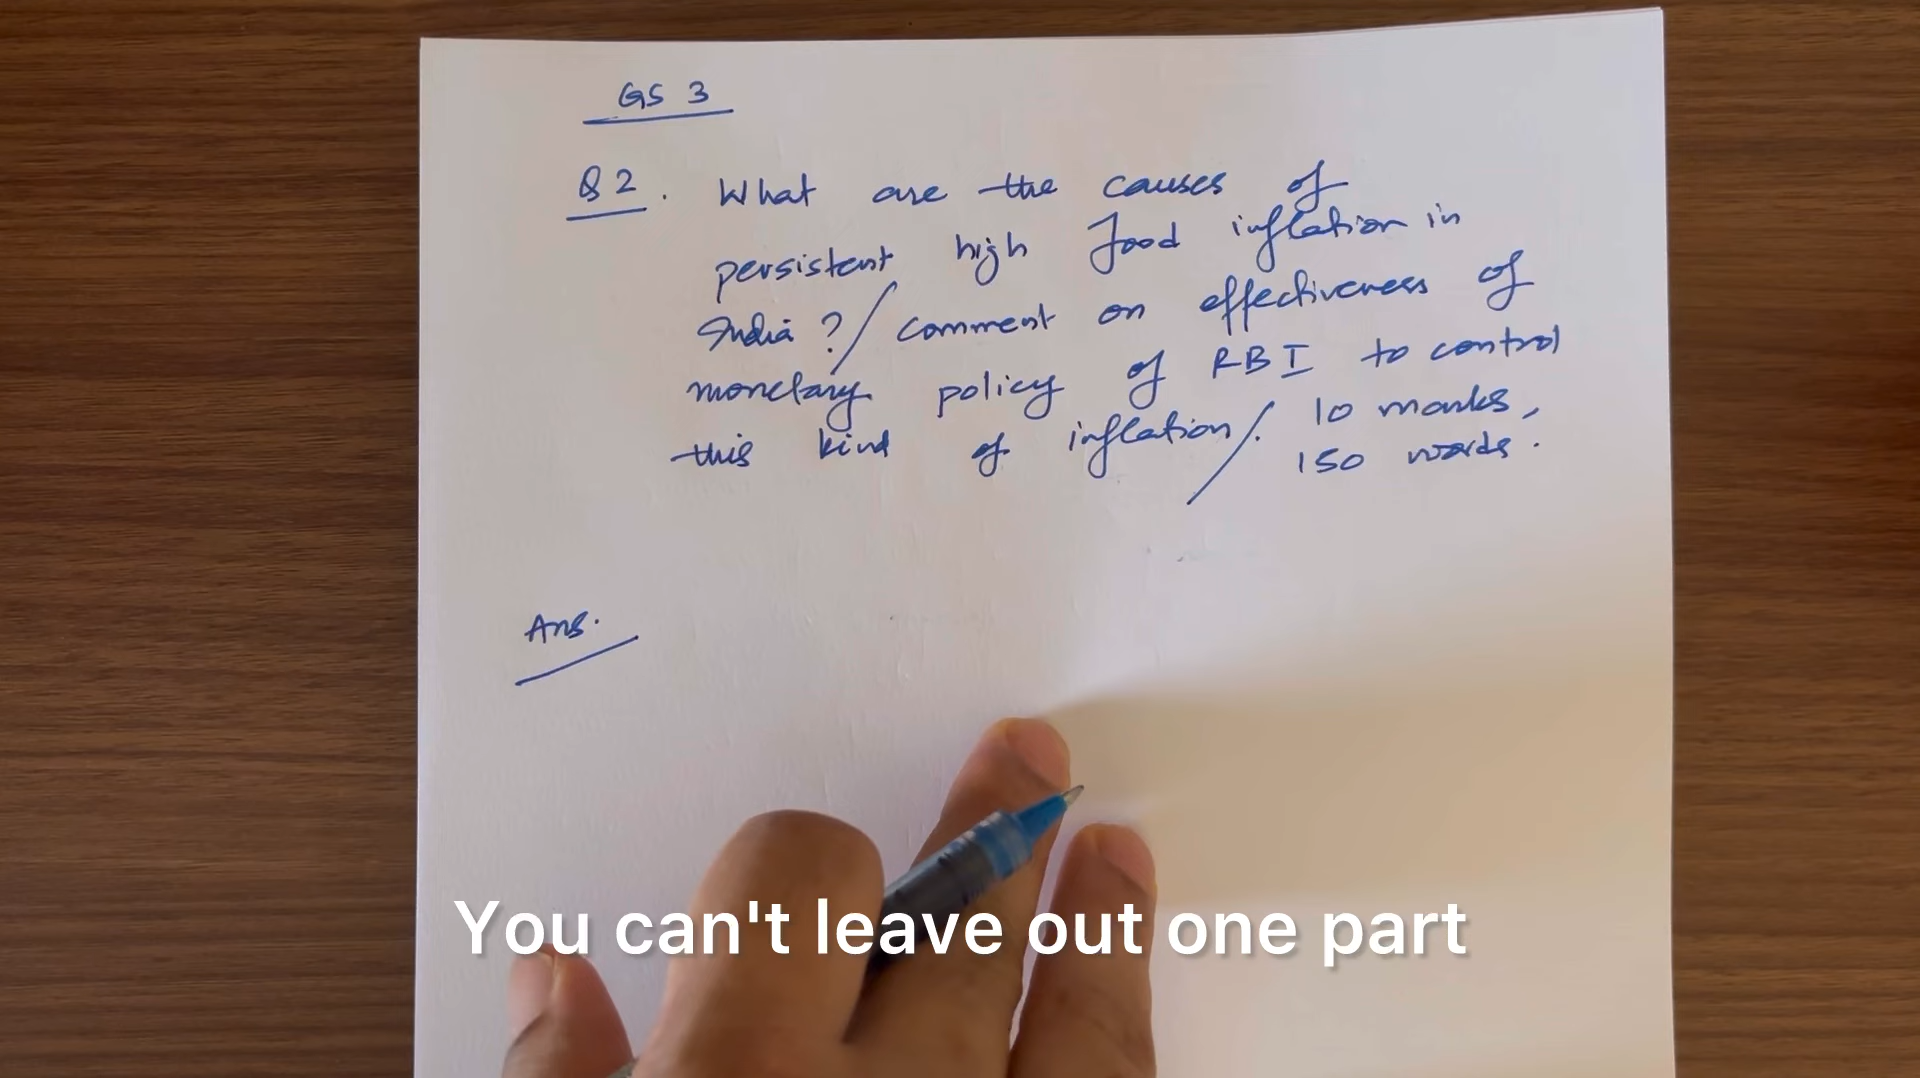 GS 3
Q2. What are the causes of
persistent high food inflation in
India? / comment on effectiveness of
monetary policy of RBI to control
this kind of inflation/. 10 marks,
150 words.
Ans.
You can't leave out one part